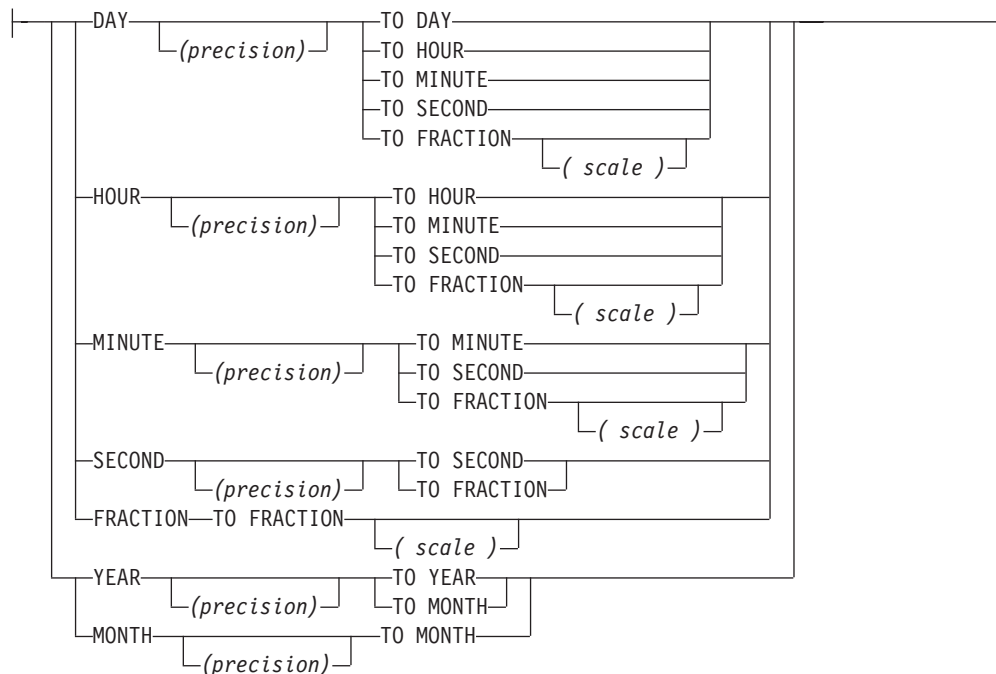 DAY TO DAY
(precision) TO HOUR
TO MINUTE
TO SECOND
TO FRACTION
( scale )
HOUR TO HOUR
(precision) TO MINUTE
TO SECOND
TO FRACTION
( scale )
MINUTE TO MINUTE
(precision) TO SECOND
TO FRACTION
( scale )
SECOND TO SECOND
(precision) TO FRACTION
FRACTION TO FRACTION
( scale )
YEAR TO YEAR
(precision) TO MONTH
MONTH TO MONTH
(precision)